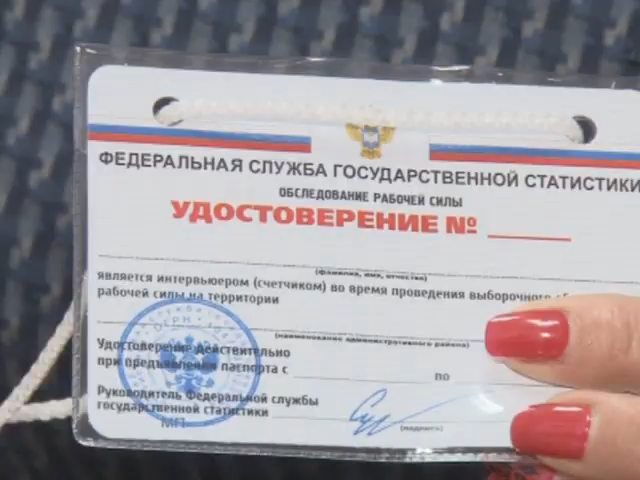 ФЕДЕРАЛЬНАЯ СЛУЖБА ГОСУДАРСТВЕННОЙ СТАТИСТИКИ
ОБСЛЕДОВАНИЕ РАБОЧЕЙ СИЛЫ
УДОСТОВЕРЕНИЕ № ______
(фамилия, имя, отчество)
является интервьюером (счетчиком) во время проведения выборочного
рабочей силы на территории
(наименование административного района)
Удостоверение действительно
при предъявлении паспорта с ______ по
Руководитель Федеральной службы
государственной статистики
(подпись)
МП